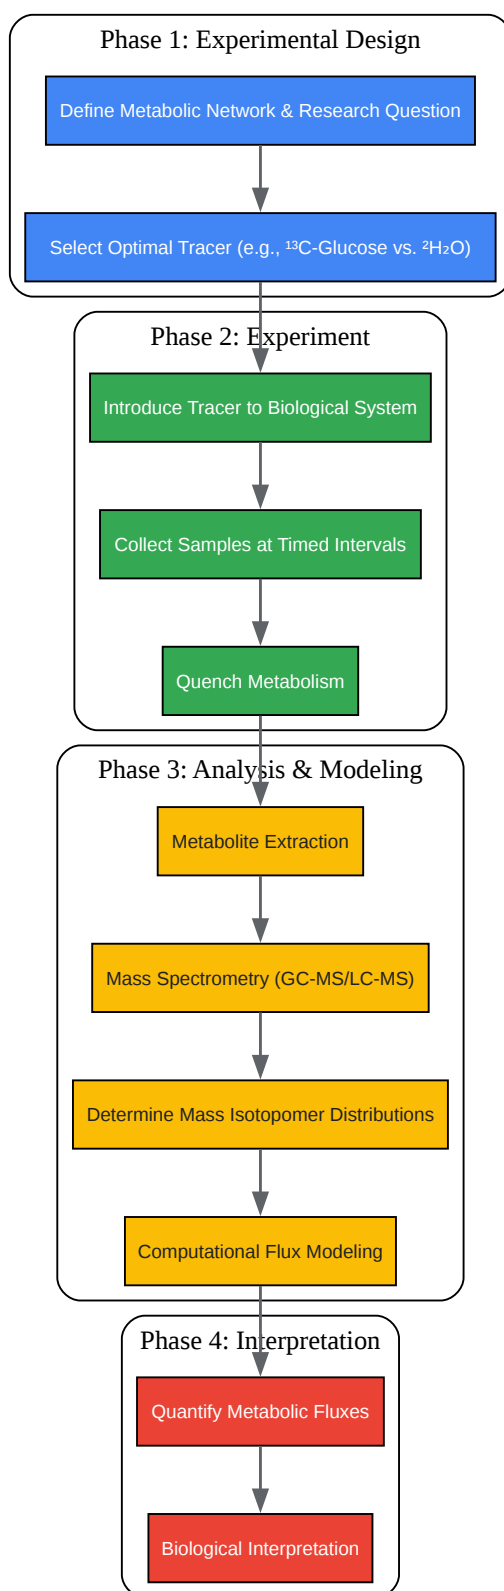 Phase 1: Experimental Design
Define Metabolic Network & Research Question
Select Optimal Tracer (e.g., ¹³C-Glucose vs. ²H₂O)
Phase 2: Experiment
Introduce Tracer to Biological System
Collect Samples at Timed Intervals
Quench Metabolism
Phase 3: Analysis & Modeling
Metabolite Extraction
Mass Spectrometry (GC-MS/LC-MS)
Determine Mass Isotopomer Distributions
Computational Flux Modeling
Phase 4: Interpretation
Quantify Metabolic Fluxes
Biological Interpretation